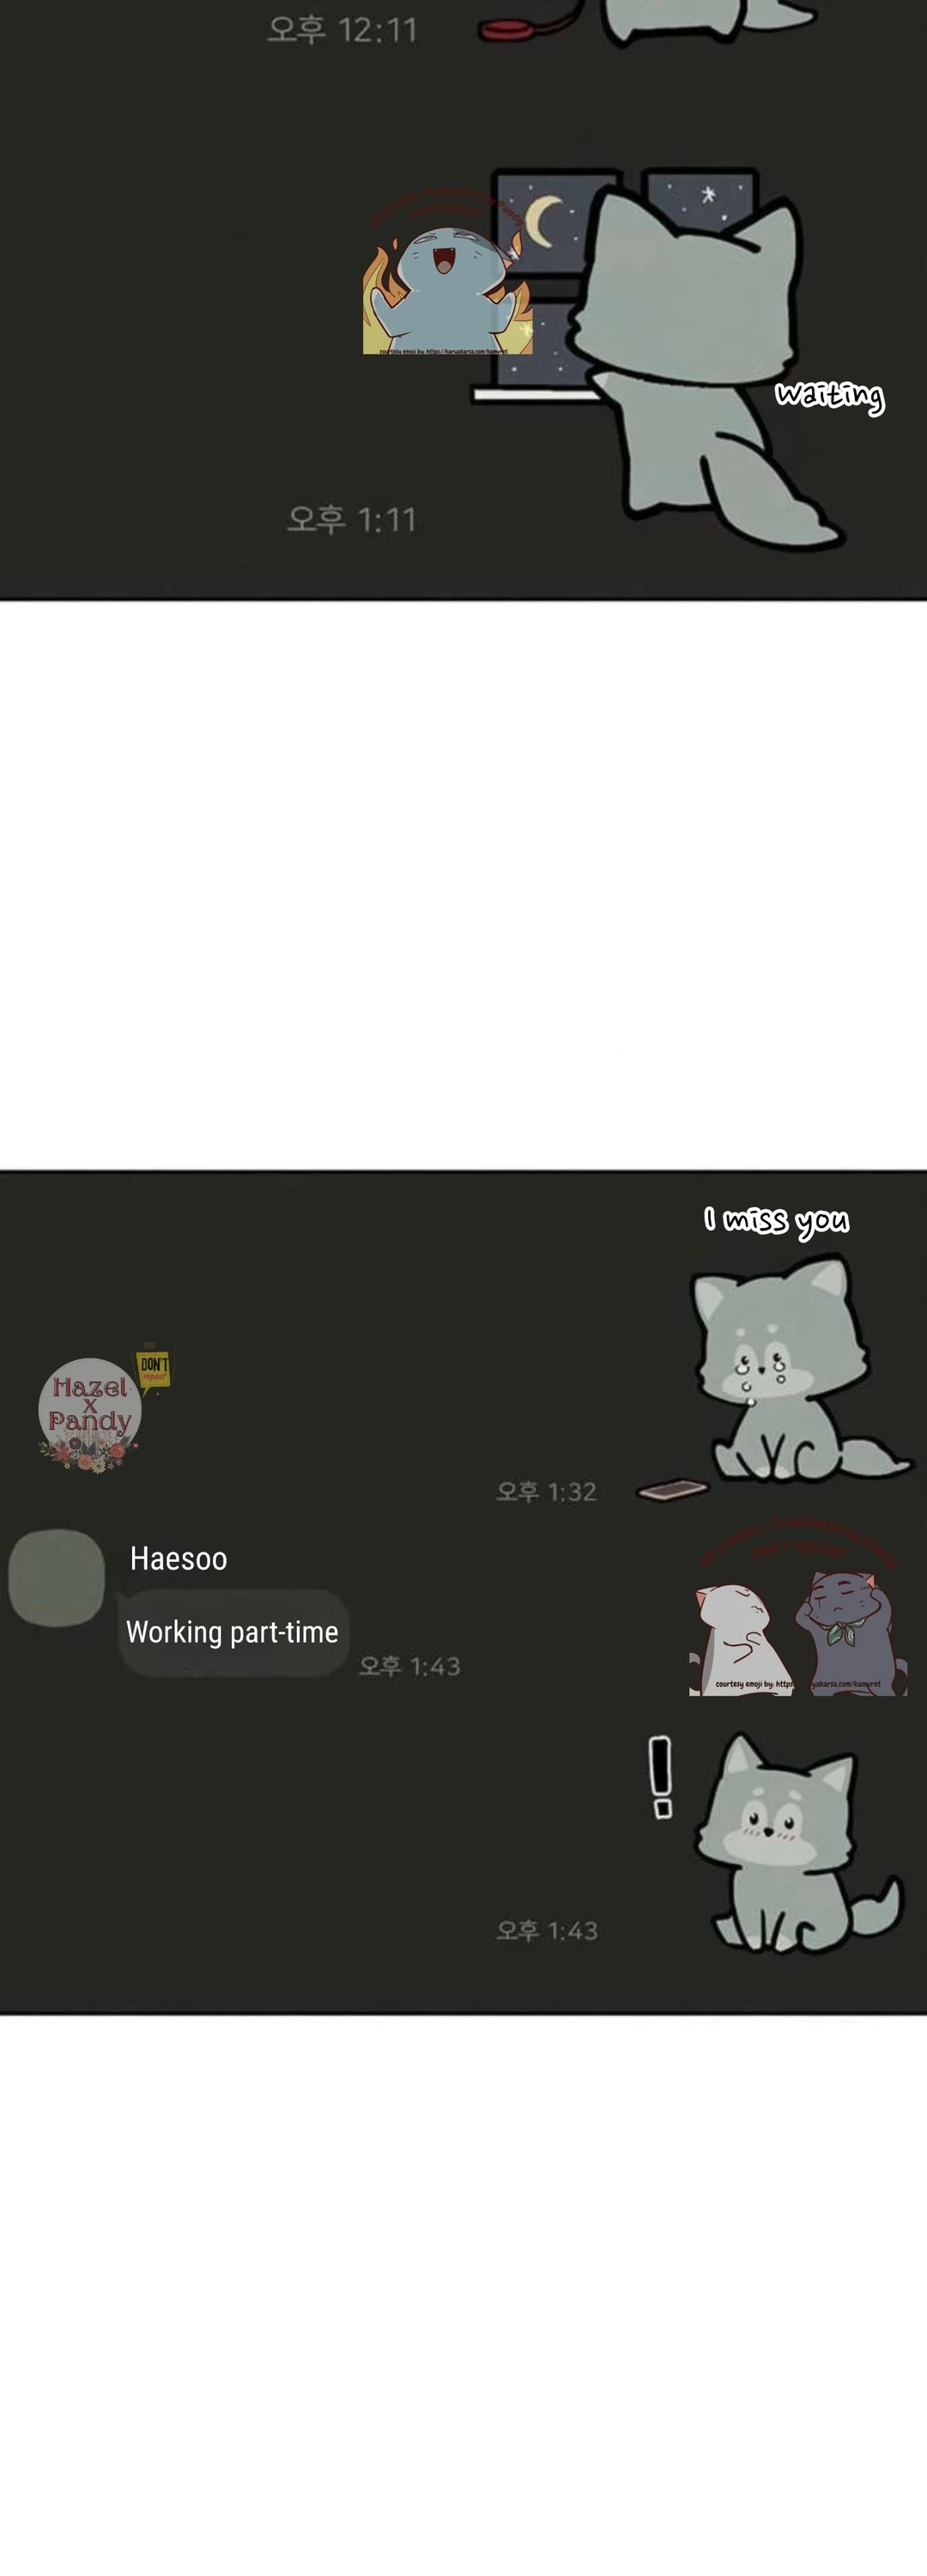 오후 12:11
courtesy emoji by: https://karyakarsa.com/kamvret
waiting
오후 1:11
I miss you
DON'T
repost
Hazel
X
Pandy
오후 1:32
Haesoo
Working part-time
오후 1:43
courtesy emoji by: https
yakarsa.com/kamvret
!
오후 1:43